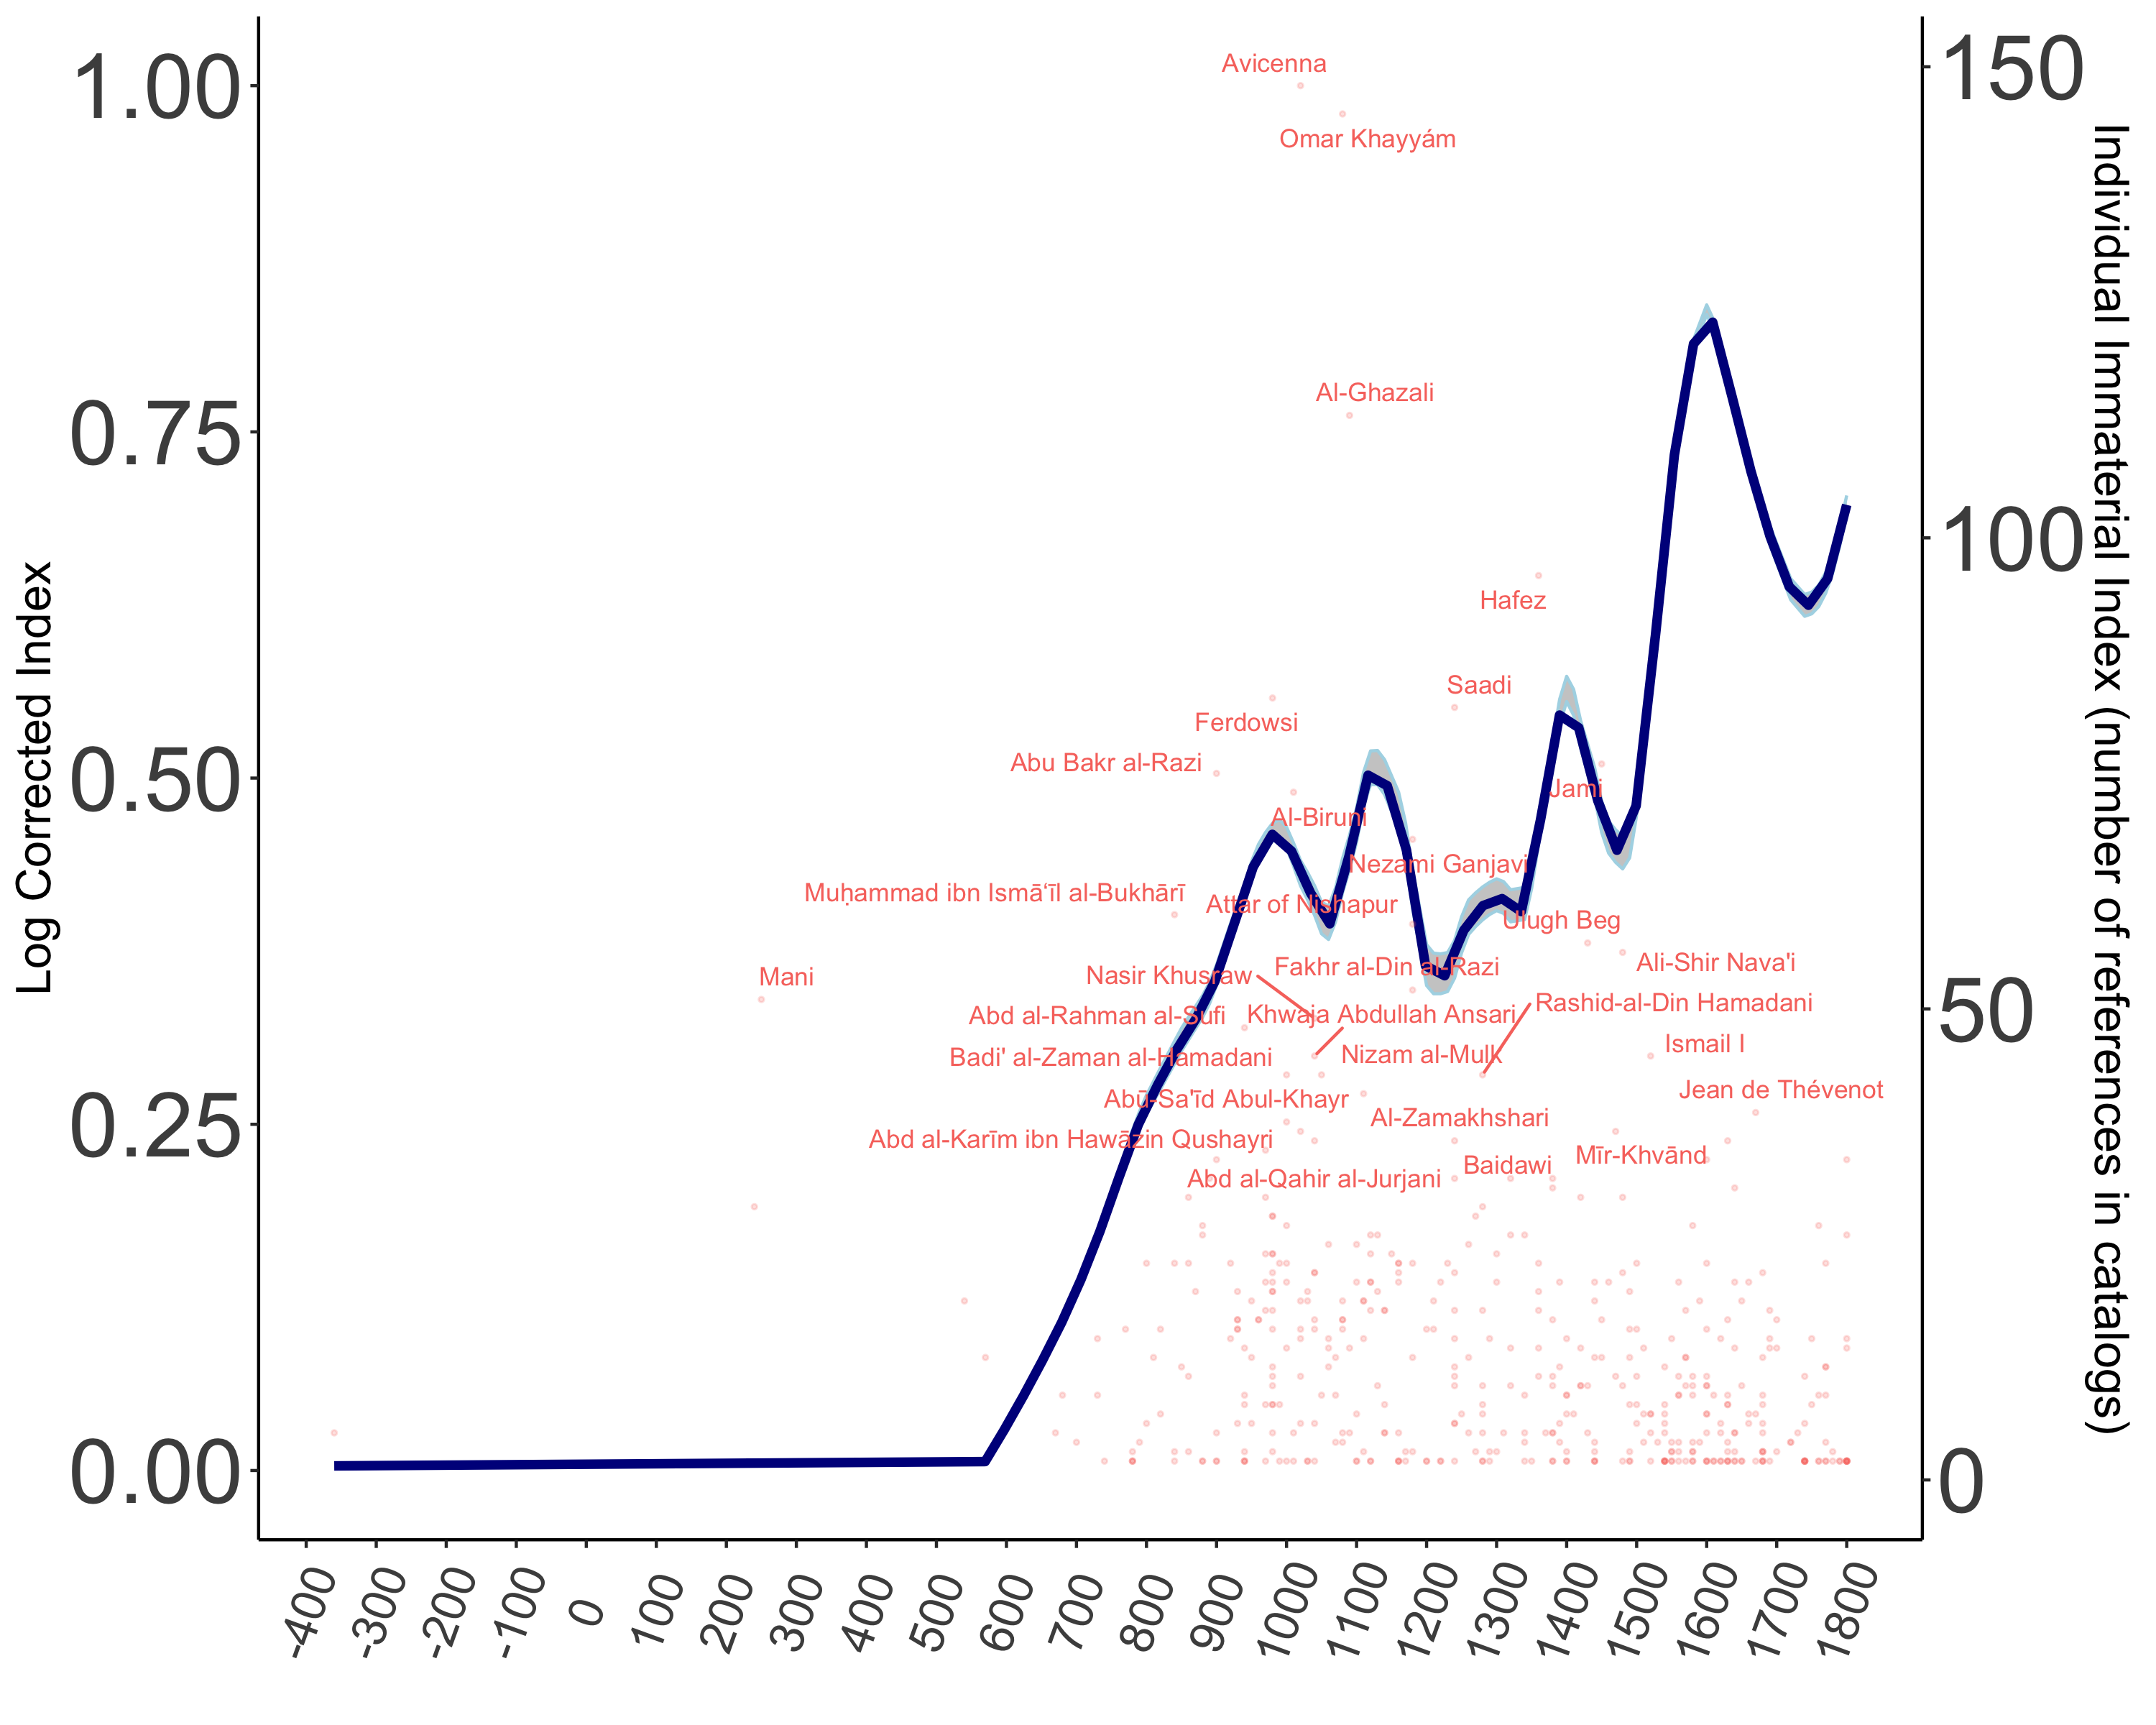 Log Corrected Index
1.00
0.75
0.50
0.25
0.00
Avicenna
Omar Khayyám
Al-Ghazali
Hafez
Saadi
Ferdowsi
Abu Bakr al-Razi
Jami
Al-Biruni
Nezami Ganjavi
Muḥammad ibn Ismāʻīl al-Bukhārī
Attar of Nishapur
Ulugh Beg
Mani
Nasir Khusraw
Fakhr al-Din al-Razi
Ali-Shir Nava'i
Abd al-Rahman al-Sufi
Khwaja Abdullah Ansari
Rashid-al-Din Hamadani
Badi' al-Zaman al-Hamadani
Nizam al-Mulk
Ismail I
Abū-Sa'īd Abul-Khayr
Al-Zamakhshari
Jean de Thévenot
Abd al-Karīm ibn Hawāzin Qushayri
Baidawi
Mīr-Khvānd
Abd al-Qahir al-Jurjani
150
100
50
0
Individual Immaterial Index (number of references in catalogs)
-400
-300
-200
-100
0
100
200
300
400
500
600
700
800
900
1000
1100
1200
1300
1400
1500
1600
1700
1800